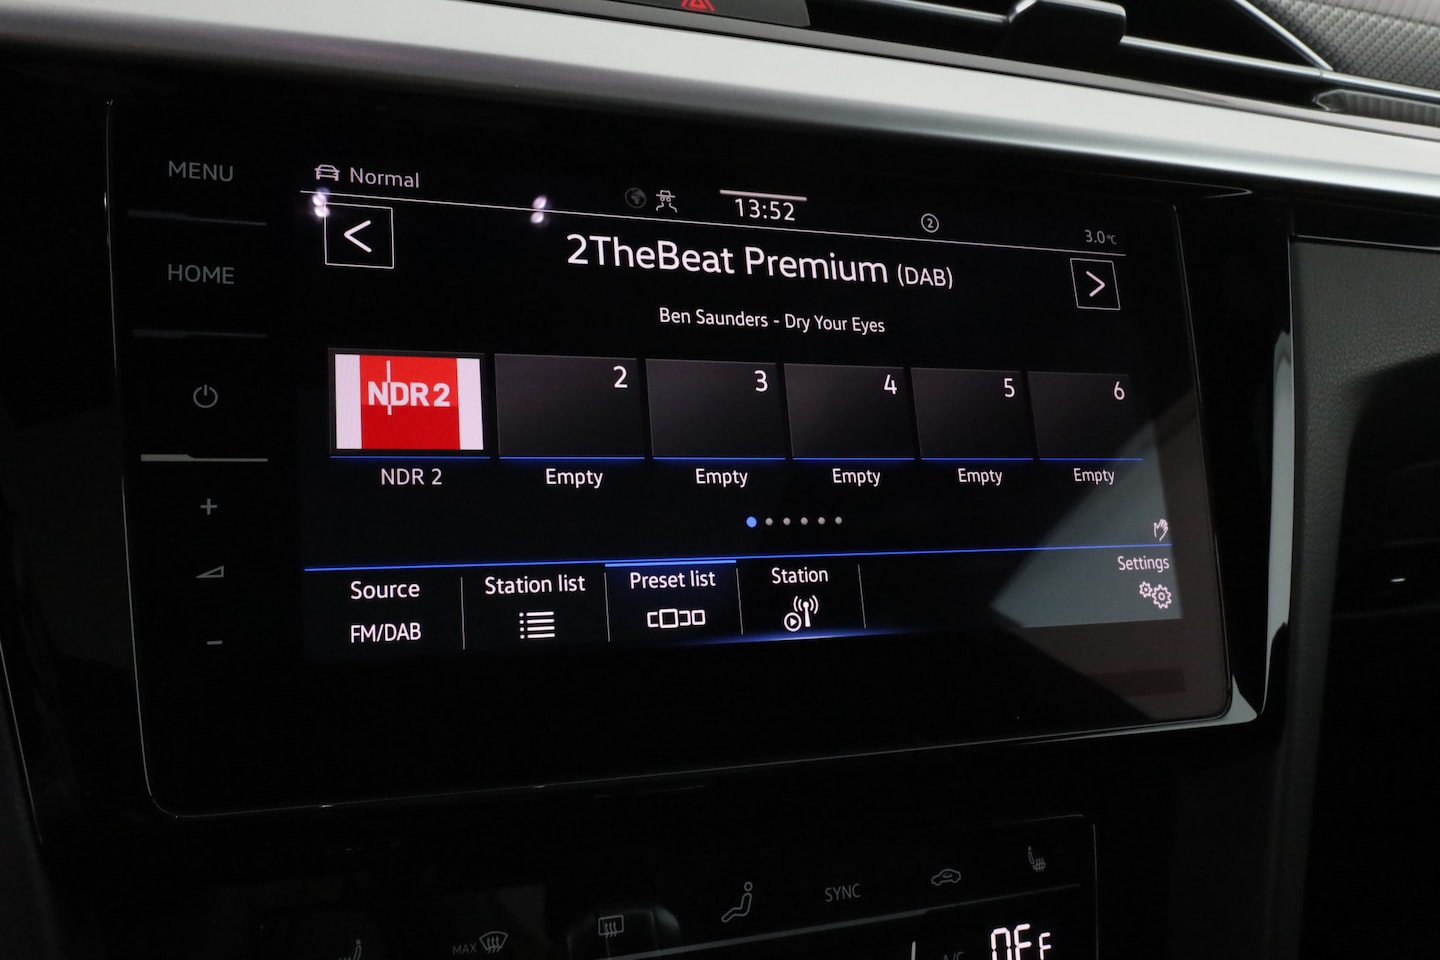 MENU
HOME
Normal
13:52
2
3.0°C
2TheBeat Premium (DAB)
Ben Saunders - Dry Your Eyes
NDR 2
2
3
4
5
6
NDR 2
Empty
Empty
Empty
Empty
Empty
Source
FM/DAB
Station list
Preset list
Station
Settings
MAX
SYNC
A/C
OFF